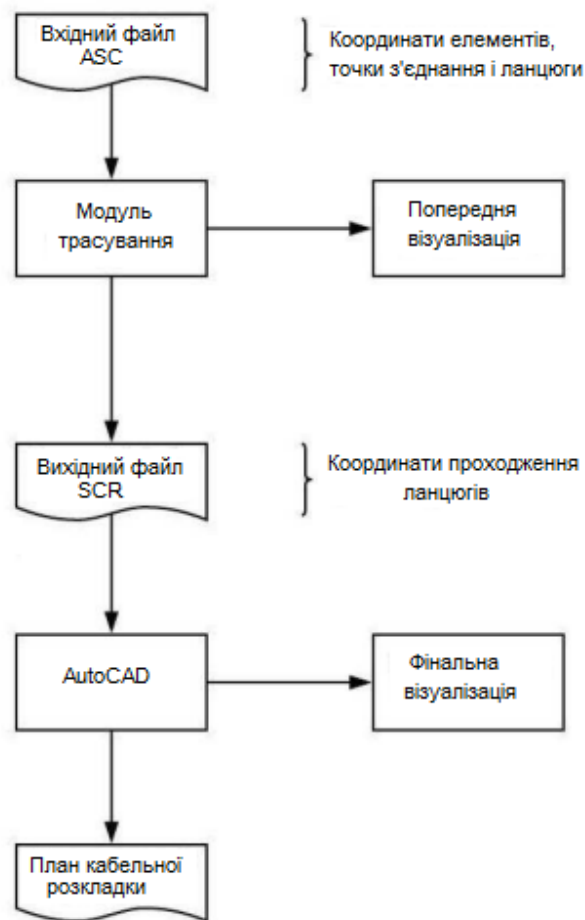 Вхідний файл
ASC
Координати елементів,
точки з'єднання і ланцюги
Модуль
трасування
Попередня
візуалізація
Вихідний файл
SCR
Координати проходження
ланцюгів
AutoCAD
Фінальна
візуалізація
План кабельної
розкладки